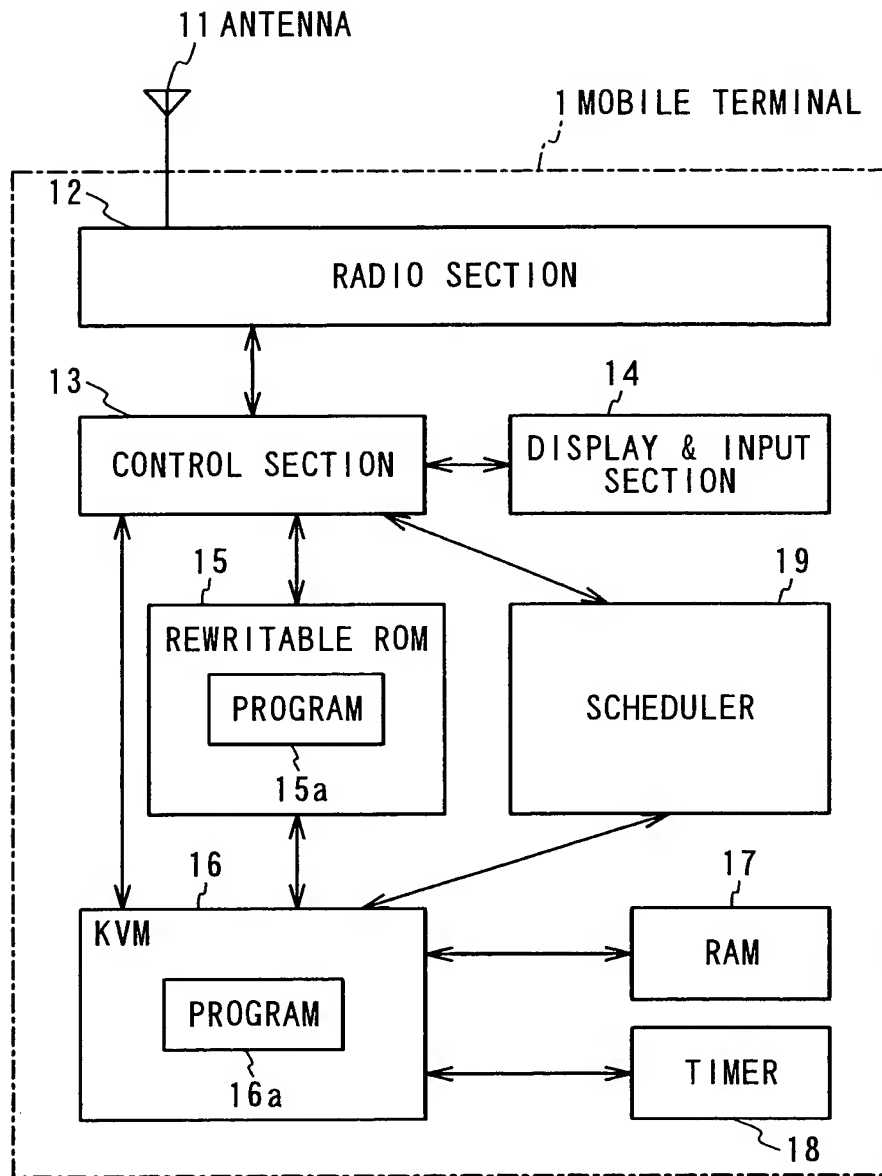 11 ANTENNA
1 MOBILE TERMINAL
12
RADIO SECTION
13
14
CONTROL SECTION
DISPLAY & INPUT
SECTION
15
19
REWRITABLE ROM
PROGRAM
SCHEDULER
15a
16
17
KVM
RAM
PROGRAM
TIMER
16a
18